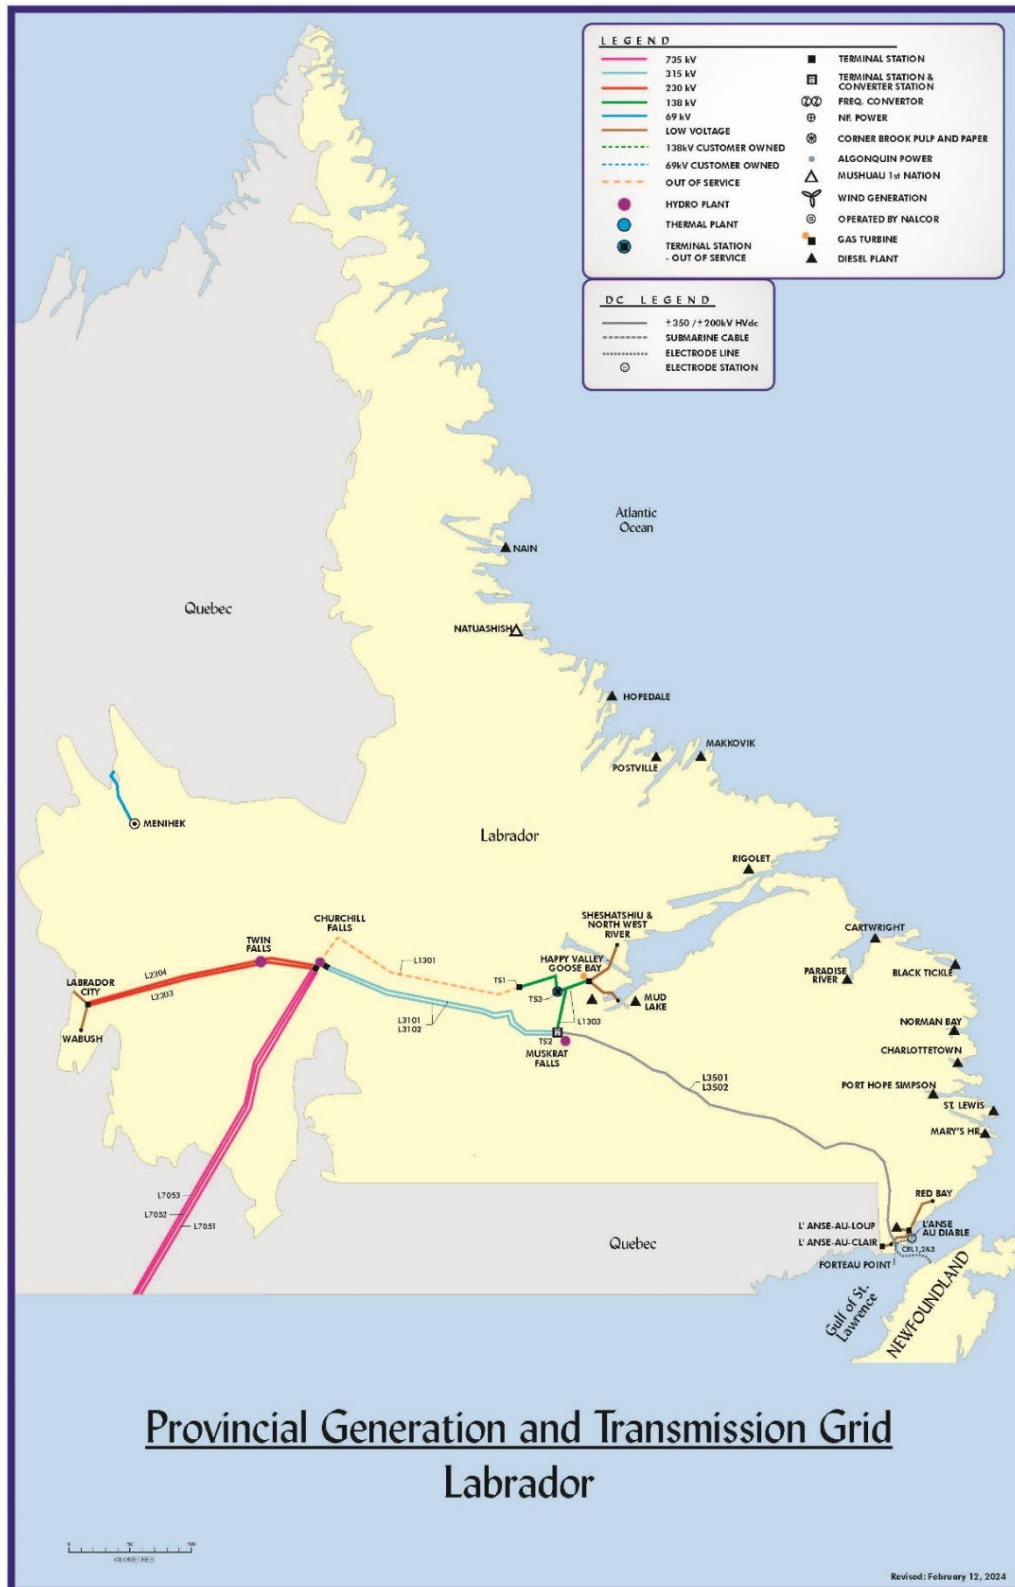 LEGEND
735 kV
315 kV
230 kV
138 kV
69 kV
LOW VOLTAGE
138kV CUSTOMER OWNED
69kV CUSTOMER OWNED
OUT OF SERVICE
HYDRO PLANT
THERMAL PLANT
TERMINAL STATION
- OUT OF SERVICE
TERMINAL STATION
TERMINAL STATION &
CONVERTER STATION
FREQ. CONVERTOR
NF. POWER
CORNER BROOK PULP AND PAPER
ALGONQUIN POWER
MUSHUAU 1st NATION
WIND GENERATION
OPERATED BY NALCOR
GAS TURBINE
DIESEL PLANT
DC LEGEND
±350 /±200kV HVdc
SUBMARINE CABLE
ELECTRODE LINE
ELECTRODE STATION
Atlantic
Ocean
NAIN
Quebec
NATUASHISH
HOPEDALE
MAKKOVIK
POSTVILLE
MENIHEK
Labrador
RIGOLET
CHURCHILL
FALLS
SHESHATSHIU &
NORTH WEST
RIVER
CARTWRIGHT
TWIN
FALLS
L1301
HAPPY VALLEY
GOOSE BAY
PARADISE
RIVER
BLACK TICKLE
LABRADOR
CITY
L2304
L2303
TS1
TS3
MUD
LAKE
L3101
L3102
L1303
NORMAN BAY
WABUSH
TS2
MUSKRAT
FALLS
CHARLOTTETOWN
L3501
L3502
PORT HOPE SIMPSON
ST. LEWIS
MARY'S HR.
L7053
L7052
L7051
RED BAY
L' ANSE-AU-LOUP
L'ANSE
AU DIABLE
L' ANSE-AU-CLAIR
CBL1,2&3
Quebec
FORTEAU POINT
Gulf of St.
Lawrence
NEWFOUNDLAND
Provincial Generation and Transmission Grid
Labrador
0 50 100
KILOMETRES
Revised: February 12, 2024